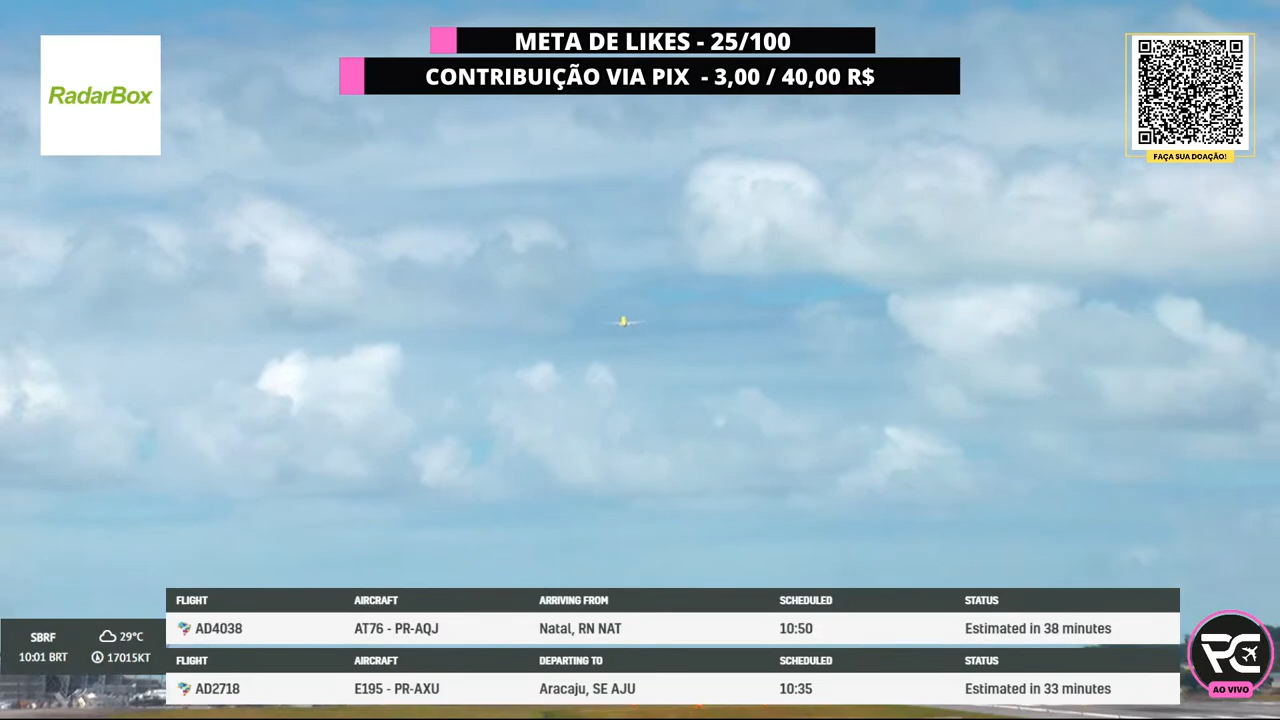 META DE LIKES - 25/100
CONTRIBUIÇÃO VIA PIX - 3,00 / 40,00 R$
RadarBox
FAÇA SUA DOAÇÃO!
FLIGHT AIRCRAFT ARRIVING FROM SCHEDULED STATUS
AD4038 AT76 - PR-AQJ Natal, RN NAT 10:50 Estimated in 38 minutes
FLIGHT AIRCRAFT DEPARTING TO SCHEDULED STATUS
AD2718 E195 - PR-AXU Aracaju, SE AJU 10:35 Estimated in 33 minutes
SBRF 29°C
10:01 BRT 17015KT
PC
AO VIVO